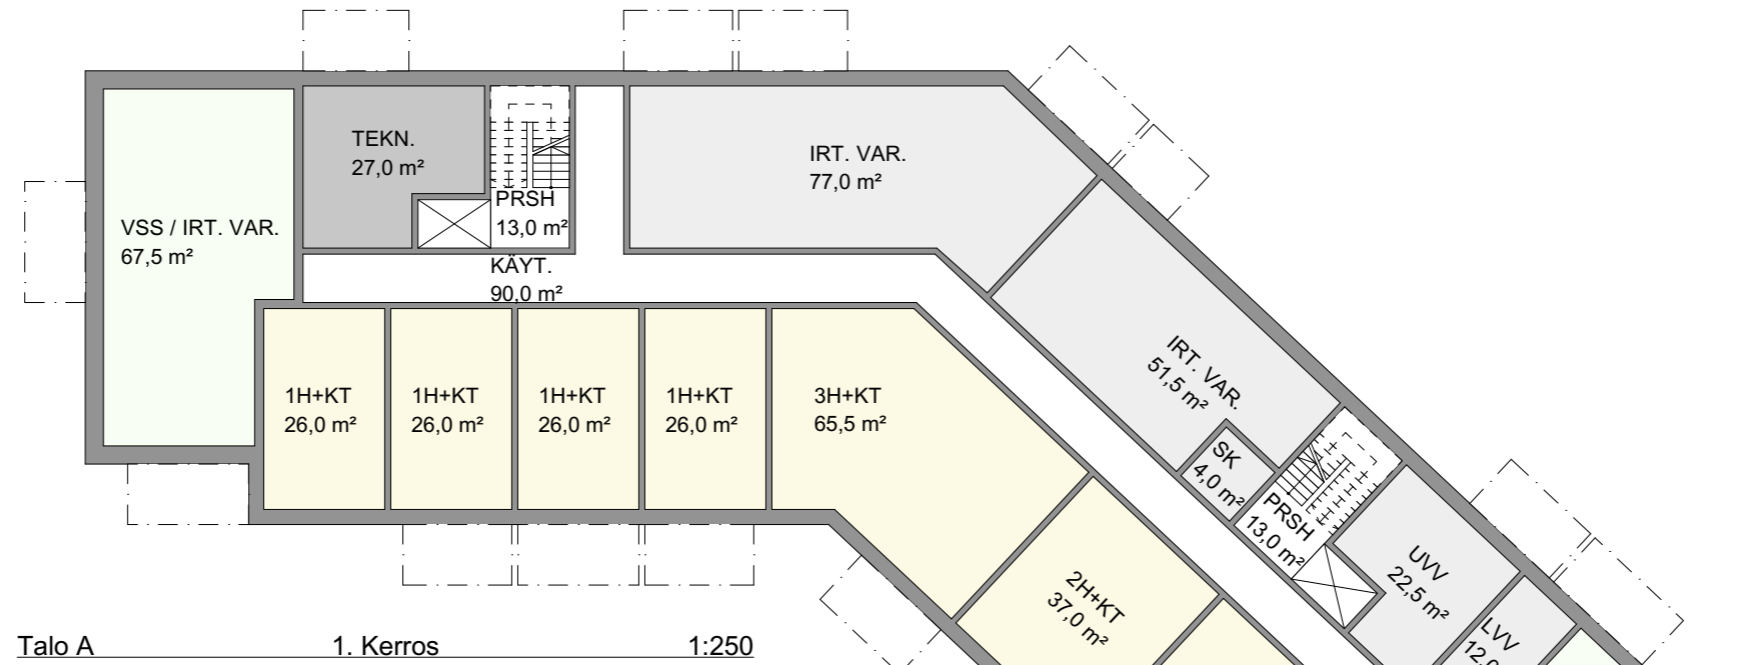 TEKN.
27,0 m²
PRSH
13,0 m²
IRT. VAR.
77,0 m²
VSS / IRT. VAR.
67,5 m²
KÄYT.
90,0 m²
1H+KT
26,0 m²
1H+KT
26,0 m²
1H+KT
26,0 m²
1H+KT
26,0 m²
3H+KT
65,5 m²
IRT. VAR.
51,5 m²
SK
4,0 m²
PRSH
13,0 m²
UVV
22,5 m²
LVV
2H+KT
37,0 m²
Talo A 1. Kerros 1:250